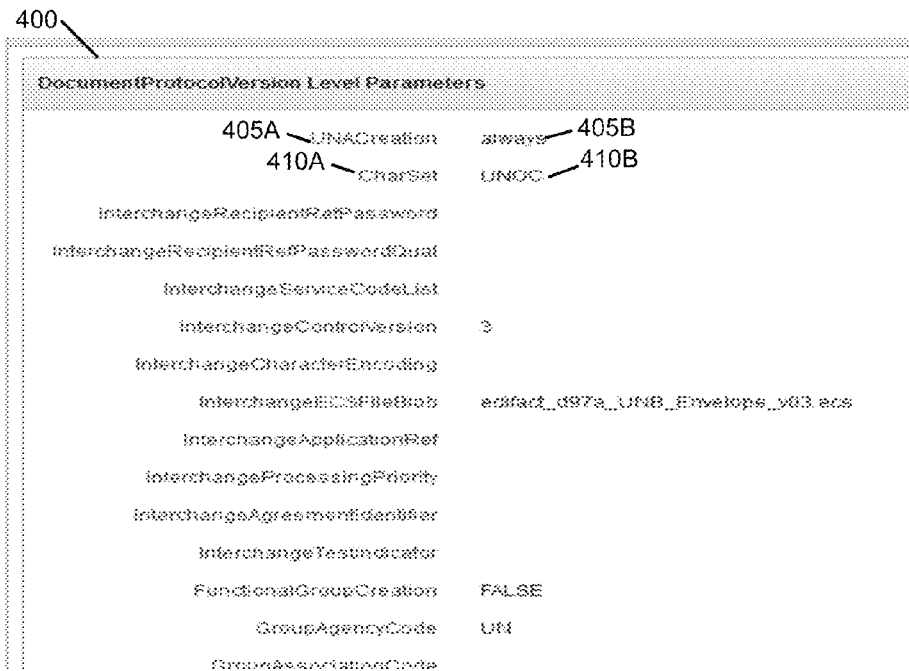 400
DocumentProtocolVersion Level Parameters
405A UNACreation always 405B
410A CharSet UNOC 410B
InterchangeRecipientRefPassword
InterchangeRecipientRefPasswordQual
InterchangeServiceCodeList
InterchangeControlVersion 3
InterchangeCharacterEncoding
InterchangeECSFileBlob edifact_d97a_UNB_Envelope_v03.ecs
InterchangeApplicationRef
InterchangeProcessingPriority
InterchangeAgreementIdentifier
InterchangeTestIndicator
FunctionalGroupCreation FALSE
GroupAgencyCode UN
GroupAssociationCode